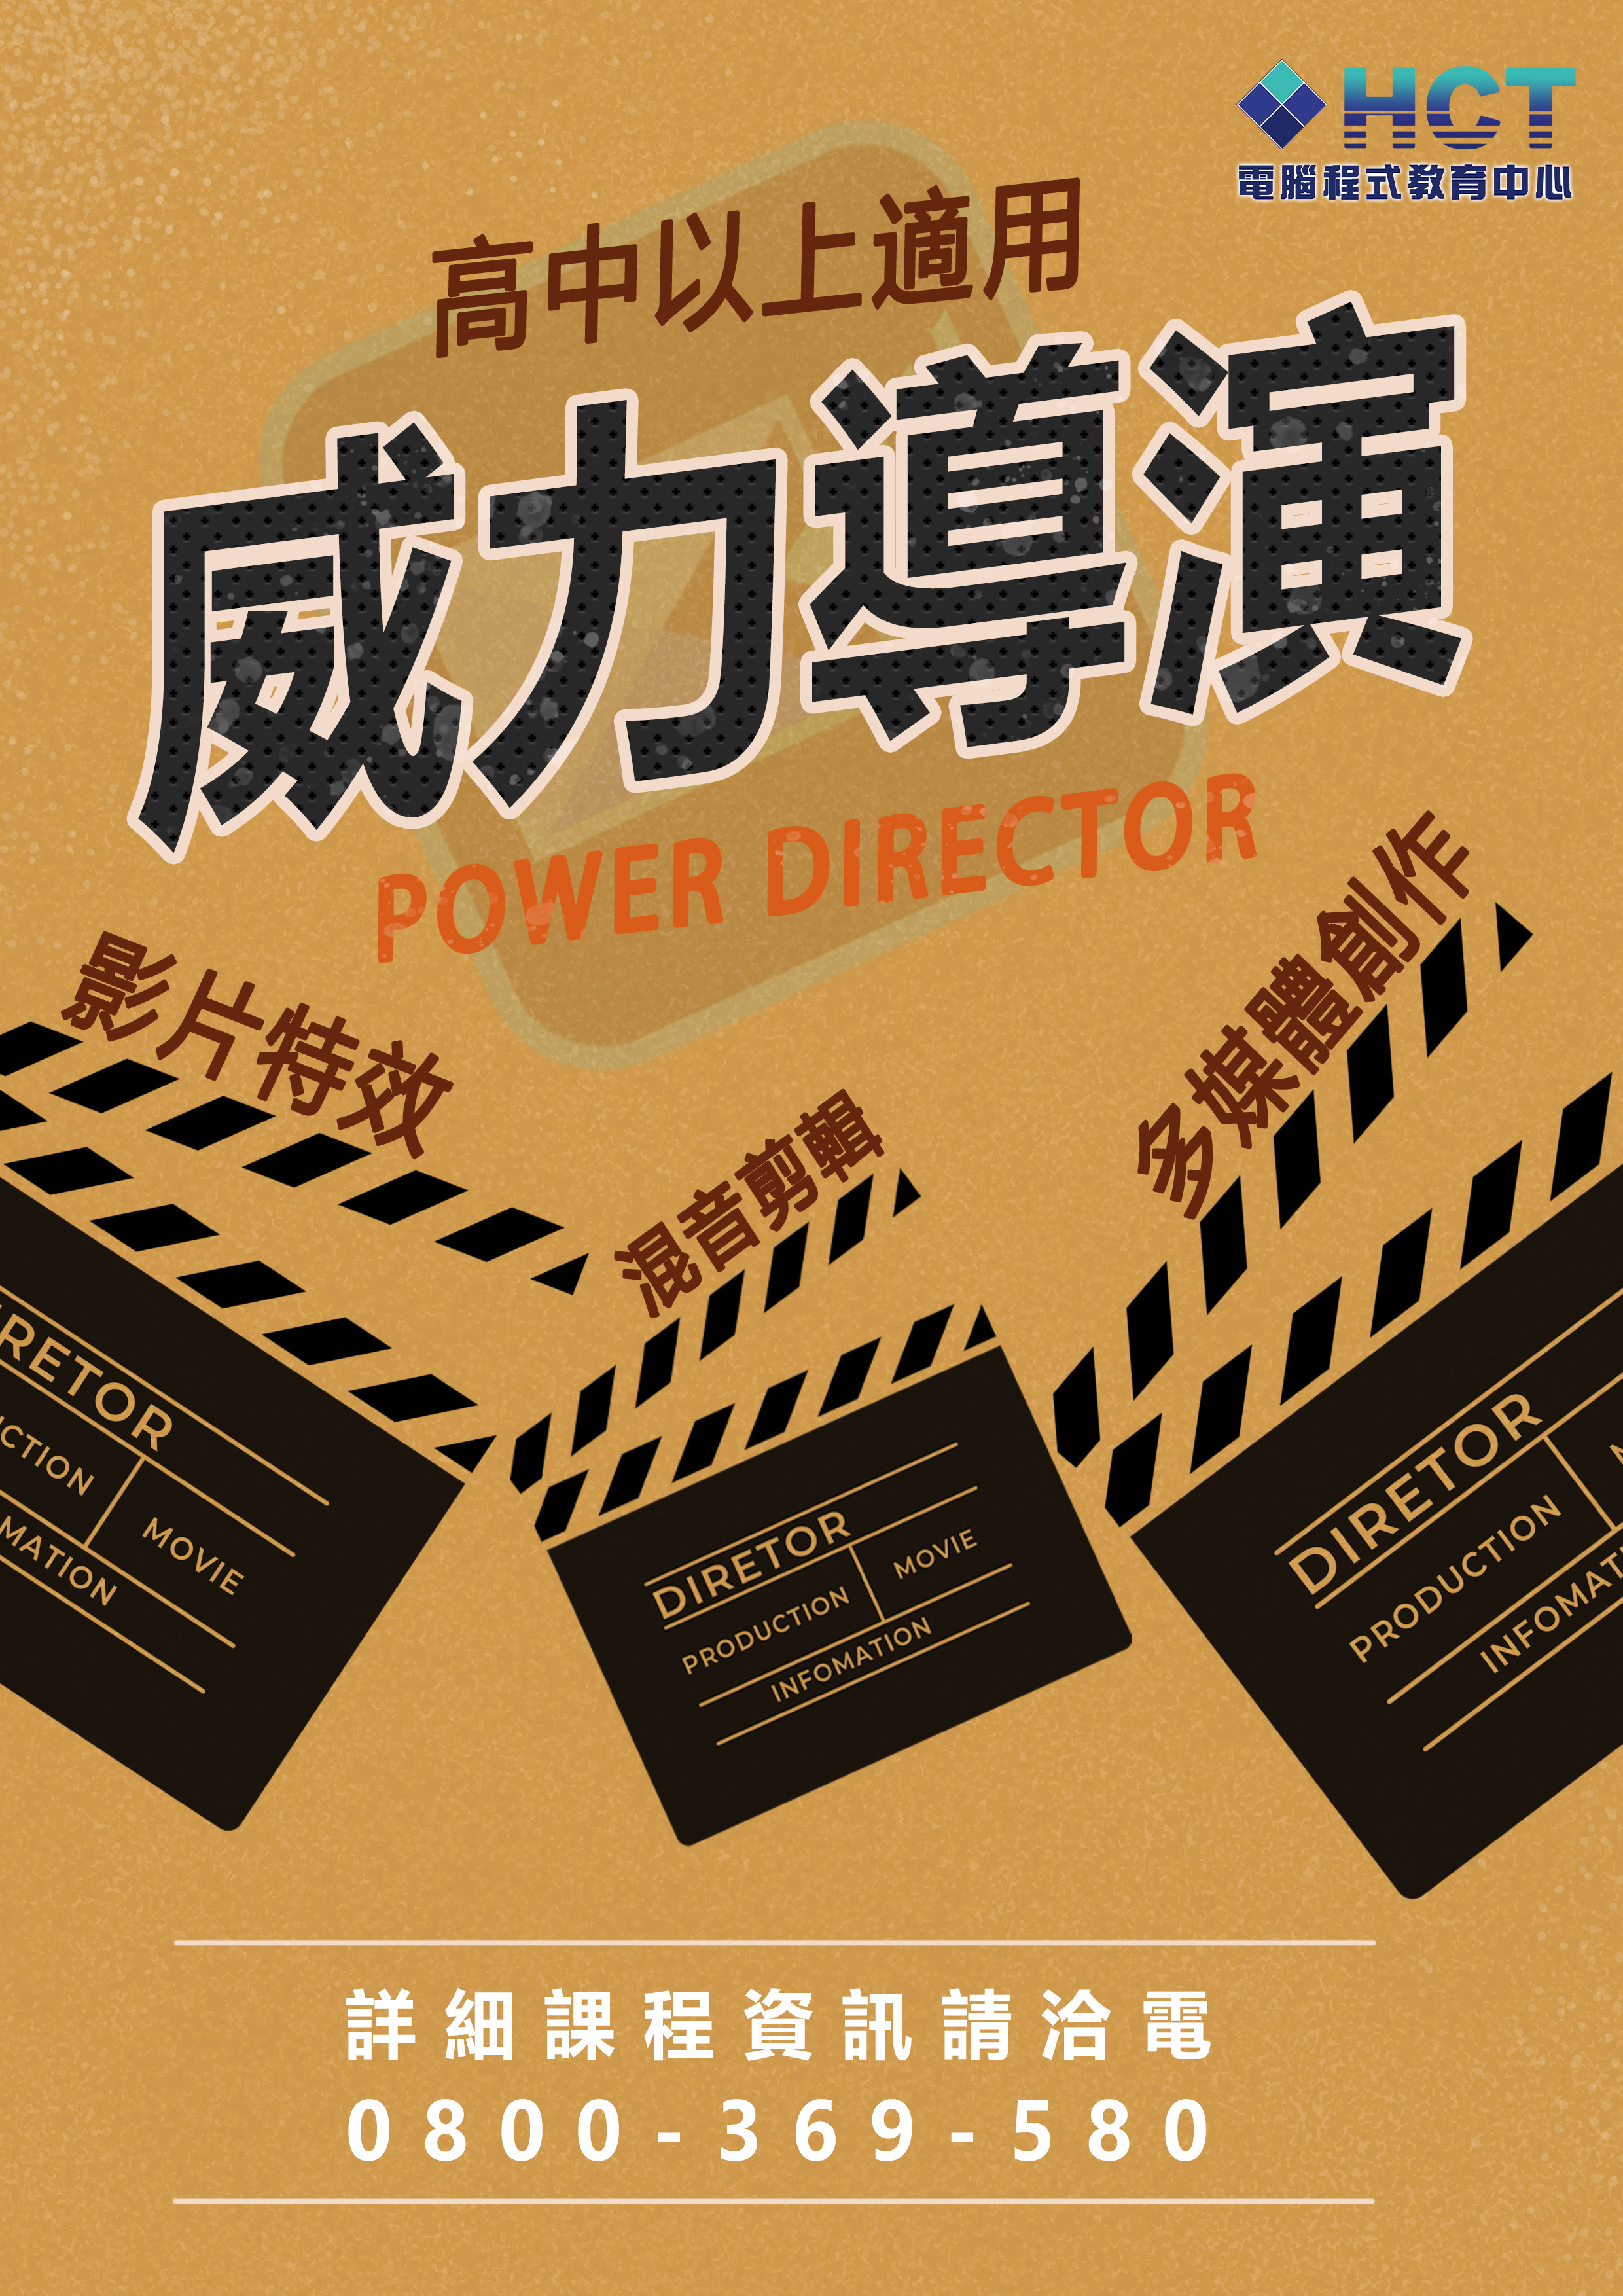 HCT
電腦程式教育中心
高中以上適用
威力導演
POWER DIRECTOR
影片特效
混音剪輯
多媒體創作
RETOR
CTION
MOVIE
MATION
DIRETOR
PRODUCTION
MOVIE
INFOMATION
DIRETOR
PRODUCTION
INFOMAT
詳細課程資訊請洽電
0800-369-580